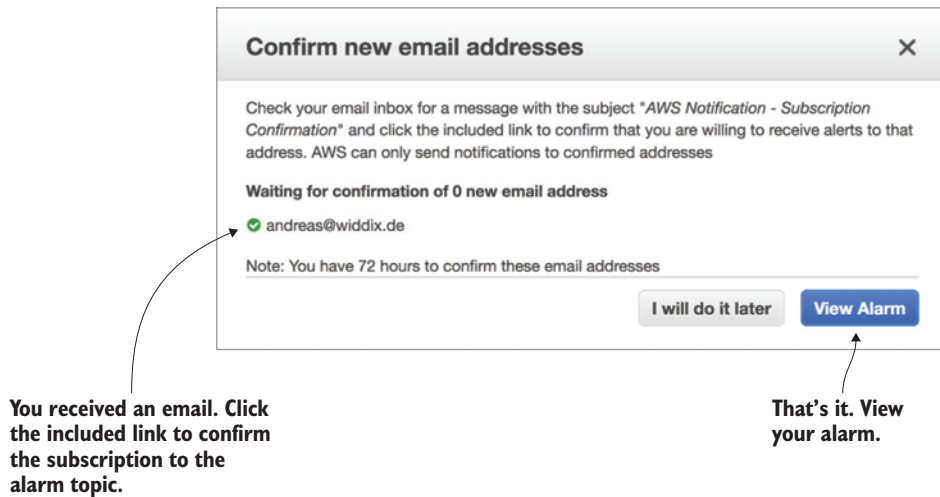 Confirm new email addresses
Check your email inbox for a message with the subject "AWS Notification - Subscription
Confirmation" and click the included link to confirm that you are willing to receive alerts to that
address. AWS can only send notifications to confirmed addresses
Waiting for confirmation of 0 new email address
andreas@widdix.de
Note: You have 72 hours to confirm these email addresses
I will do it later
View Alarm
You received an email. Click
the included link to confirm
the subscription to the
alarm topic.
That's it. View
your alarm.